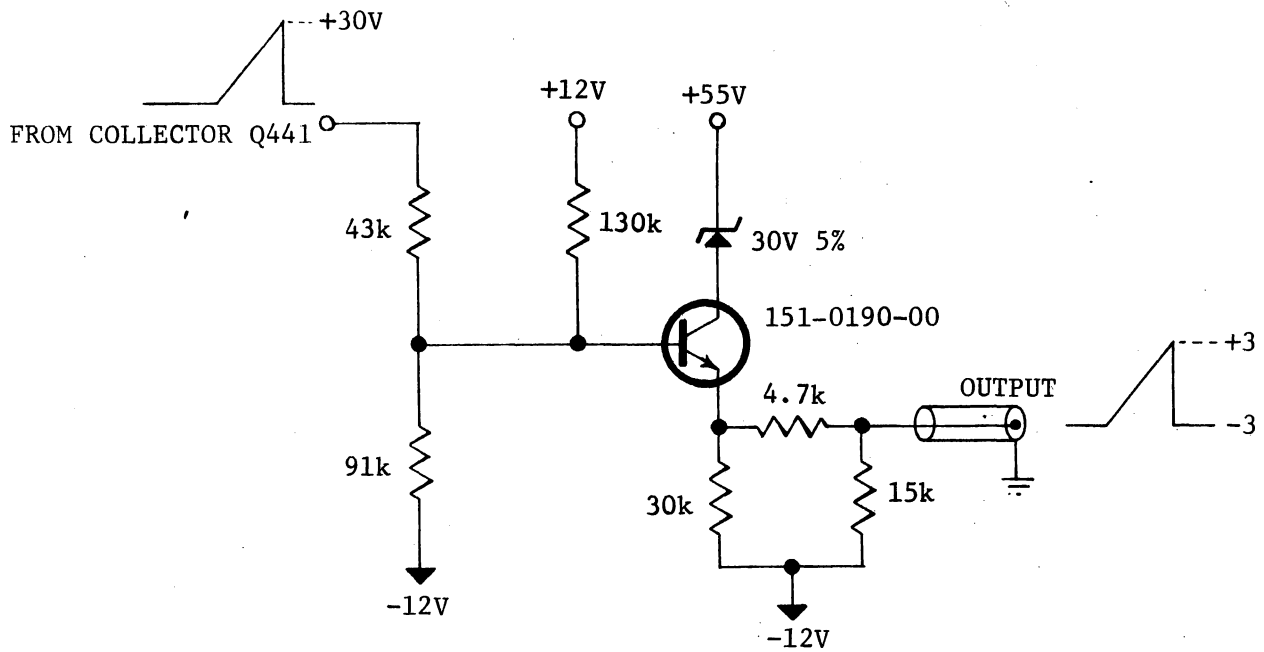 +30V
FROM COLLECTOR Q441
+12V
+55V
43k
130k
30V 5%
151-0190-00
91k
4.7k
OUTPUT
+3
-3
30k
15k
-12V
-12V